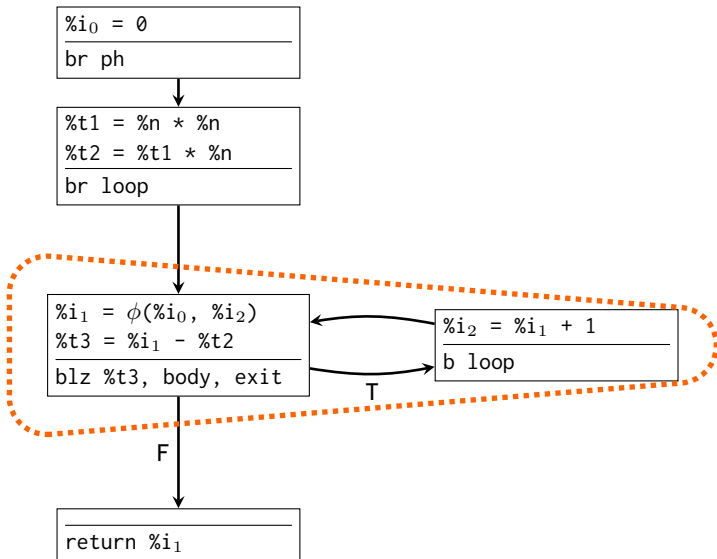 %i₀ = 0
br ph
%t1 = %n * %n
%t2 = %t1 * %n
br loop
%i₁ = ϕ(%i₀, %i₂)
%t3 = %i₁ - %t2
blz %t3, body, exit
%i₂ = %i₁ + 1
b loop
T
F
return %i₁